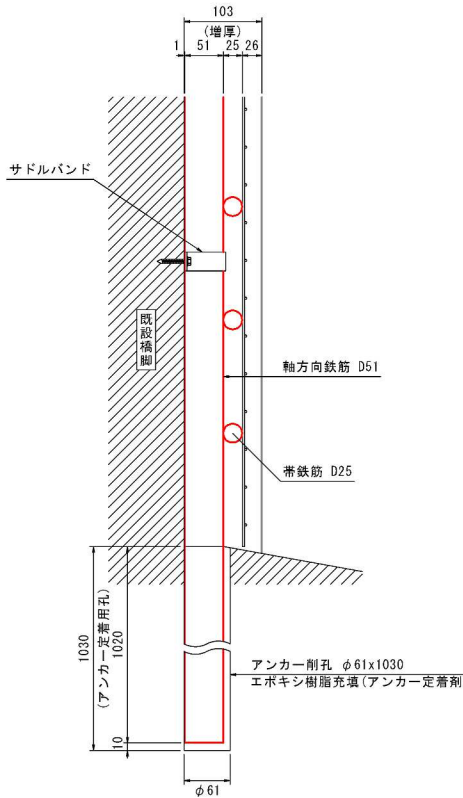 103
(増厚)
1 51 25 26
サドルバンド
既設橋脚
軸方向鉄筋 D51
帯鉄筋 D25
1030
(アンカー定着用孔)
1020
10
アンカー削孔 φ61x1030
エポキシ樹脂充填(アンカー定着剤
φ61